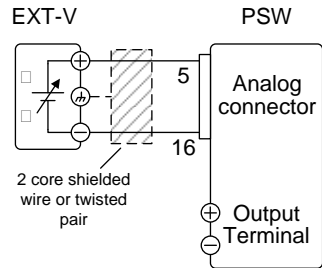 EXT-V
PSW
5
Analog
connector
16
2 core shielded
wire or twisted
pair
Output
Terminal